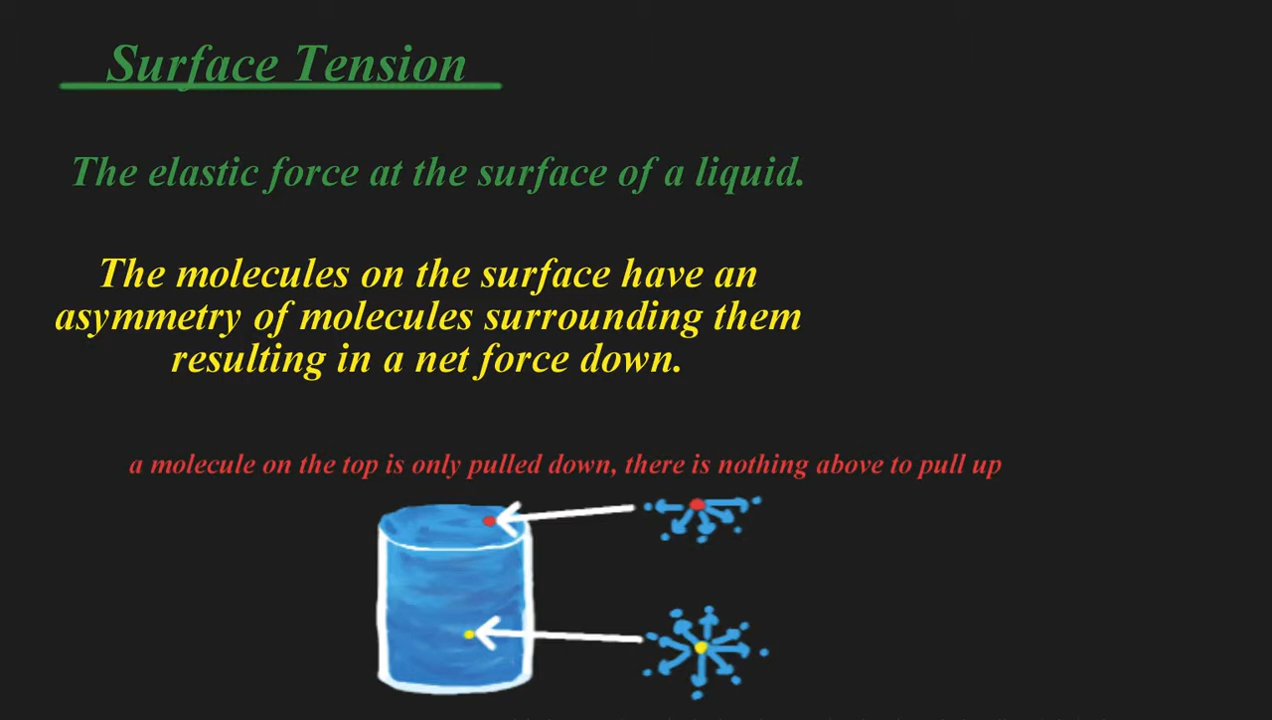 Surface Tension
The elastic force at the surface of a liquid.
The molecules on the surface have an
asymmetry of molecules surrounding them
resulting in a net force down.
a molecule on the top is only pulled down, there is nothing above to pull up